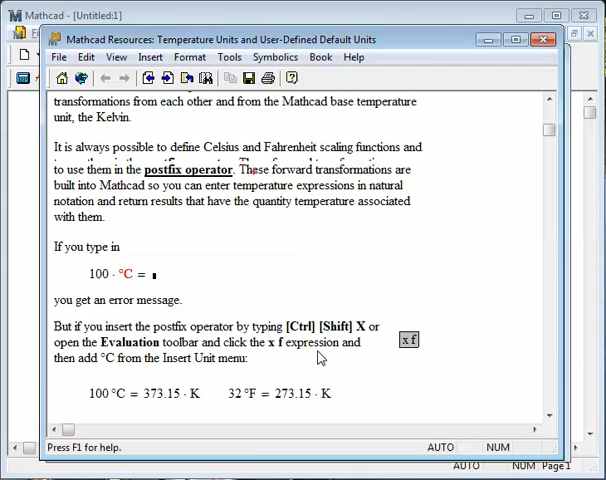 Mathcad - [Untitled:1]
Mathcad Resources: Temperature Units and User-Defined Default Units
File Edit View Insert Format Tools Symbolics Book Help
transformations from each other and from the Mathcad base temperature
unit, the Kelvin.
It is always possible to define Celsius and Fahrenheit scaling functions and
to use them in the postfix operator. These forward transformations are
built into Mathcad so you can enter temperature expressions in natural
notation and return results that have the quantity temperature associated
with them.
If you type in
100 · °C = ▪
you get an error message.
But if you insert the postfix operator by typing [Ctrl] [Shift] X or
open the Evaluation toolbar and click the x f expression and
x f
then add °C from the Insert Unit menu:
100 °C = 373.15 · K 32 °F = 273.15 · K
Press F1 for help. AUTO NUM
AUTO NUM Page 1